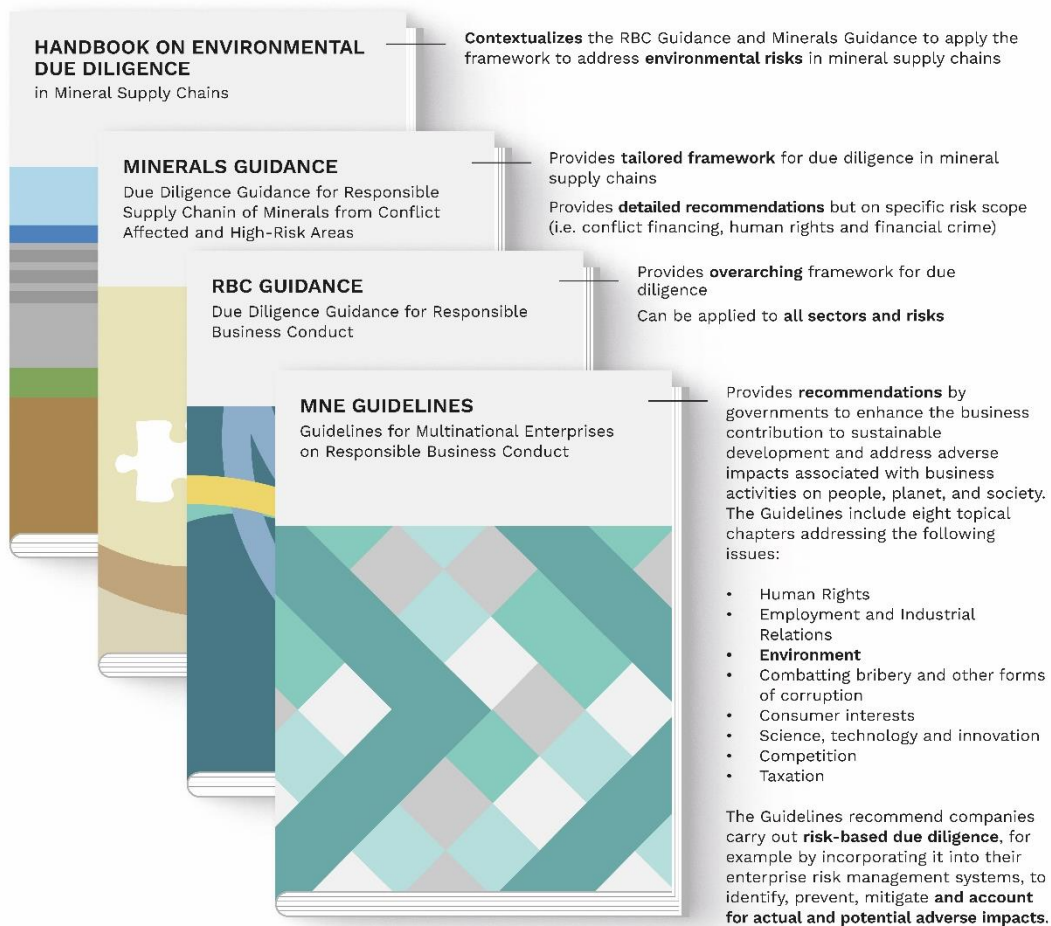 HANDBOOK ON ENVIRONMENTAL
DUE DILIGENCE
in Mineral Supply Chains
Contextualizes the RBC Guidance and Minerals Guidance to apply the
framework to address environmental risks in mineral supply chains
MINERALS GUIDANCE
Due Diligence Guidance for Responsible
Supply Chanin of Minerals from Conflict
Affected and High-Risk Areas
Provides tailored framework for due diligence in mineral
supply chains
Provides detailed recommendations but on specific risk scope
(i.e. conflict financing, human rights and financial crime)
RBC GUIDANCE
Due Diligence Guidance for Responsible
Business Conduct
Provides overarching framework for due
diligence
Can be applied to all sectors and risks
MNE GUIDELINES
Guidelines for Multinational Enterprises
on Responsible Business Conduct
Provides recommendations by
governments to enhance the business
contribution to sustainable
development and address adverse
impacts associated with business
activities on people, planet, and society.
The Guidelines include eight topical
chapters addressing the following
issues:
• Human Rights
• Employment and Industrial
Relations
• Environment
• Combatting bribery and other forms
of corruption
• Consumer interests
• Science, technology and innovation
• Competition
• Taxation
The Guidelines recommend companies
carry out risk-based due diligence, for
example by incorporating it into their
enterprise risk management systems, to
identify, prevent, mitigate and account
for actual and potential adverse impacts.